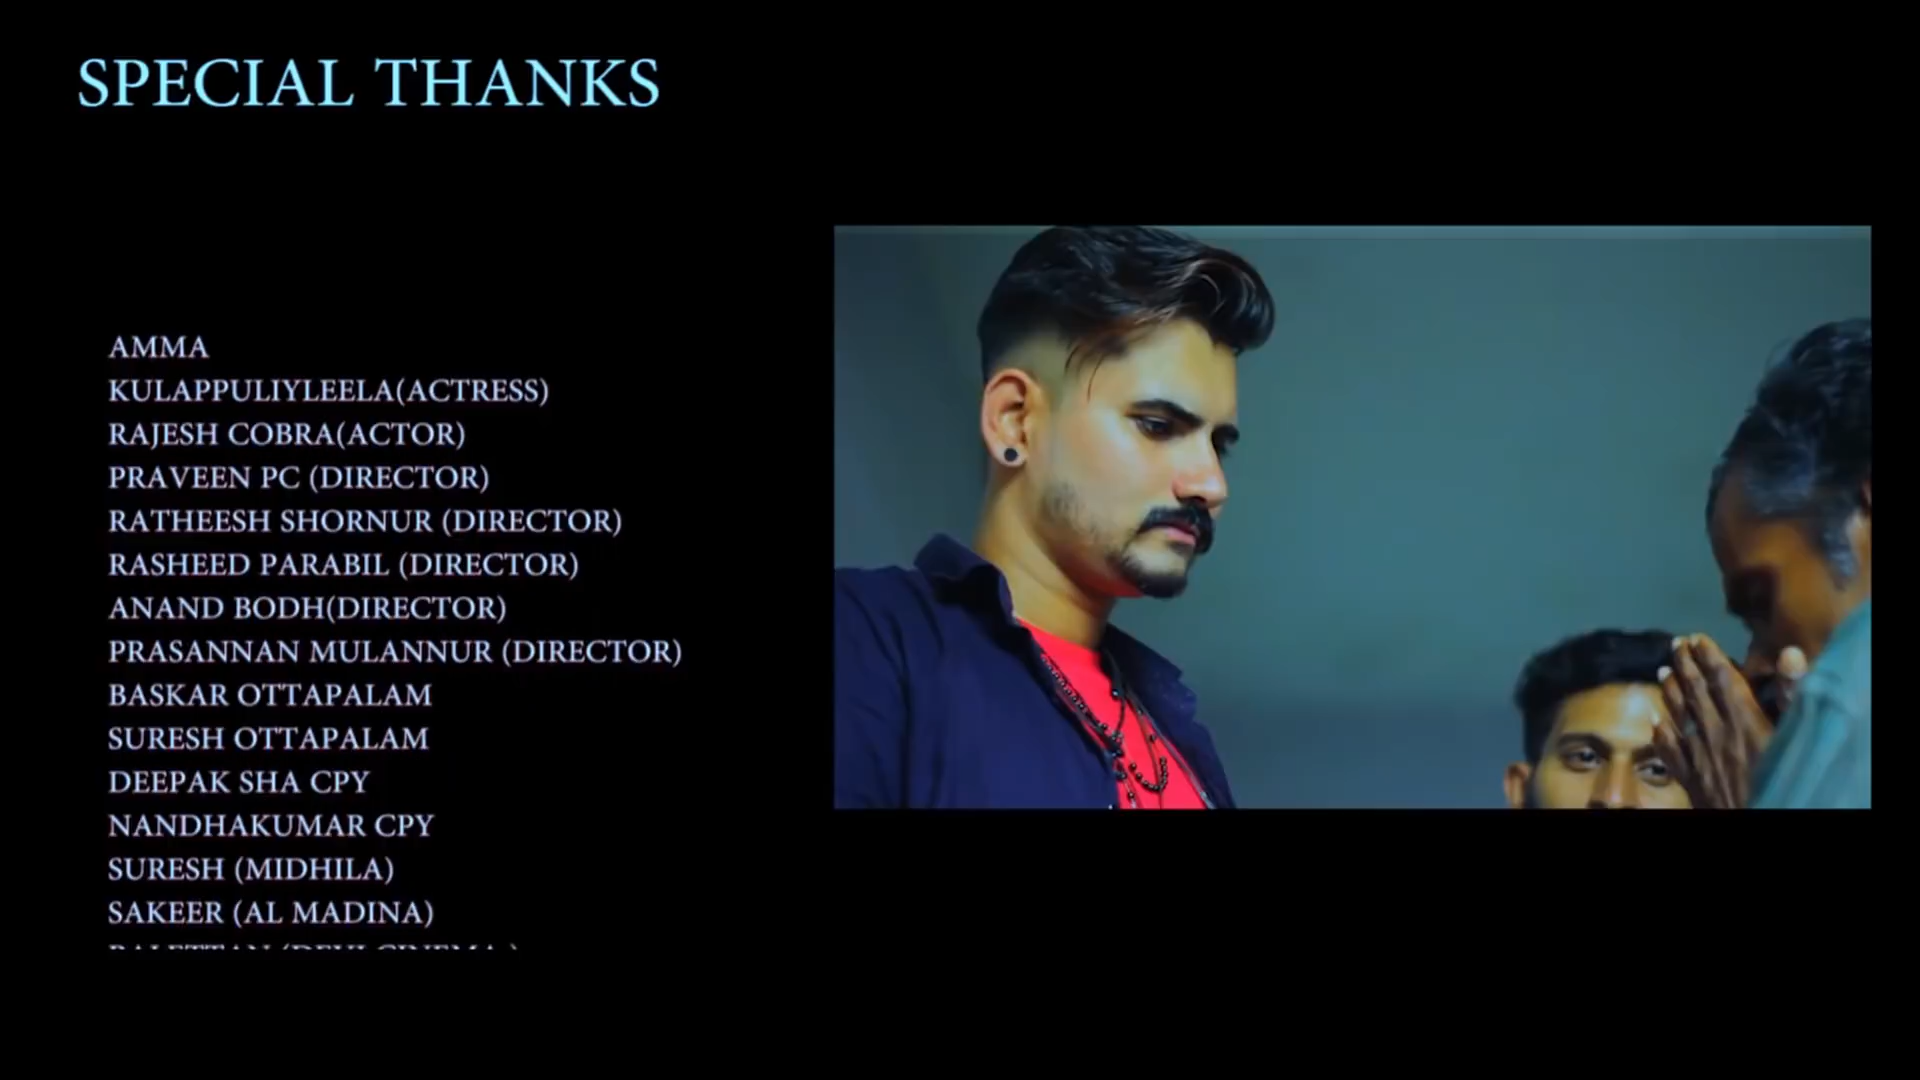 SPECIAL THANKS
AMMA
KULAPPULIYLEELA(ACTRESS)
RAJESH COBRA(ACTOR)
PRAVEEN PC (DIRECTOR)
RATHEESH SHORNUR (DIRECTOR)
RASHEED PARABIL (DIRECTOR)
ANAND BODH(DIRECTOR)
PRASANNAN MULANNUR (DIRECTOR)
BASKAR OTTAPALAM
SURESH OTTAPALAM
DEEPAK SHA CPY
NANDHAKUMAR CPY
SURESH (MIDHILA)
SAKEER (AL MADINA)